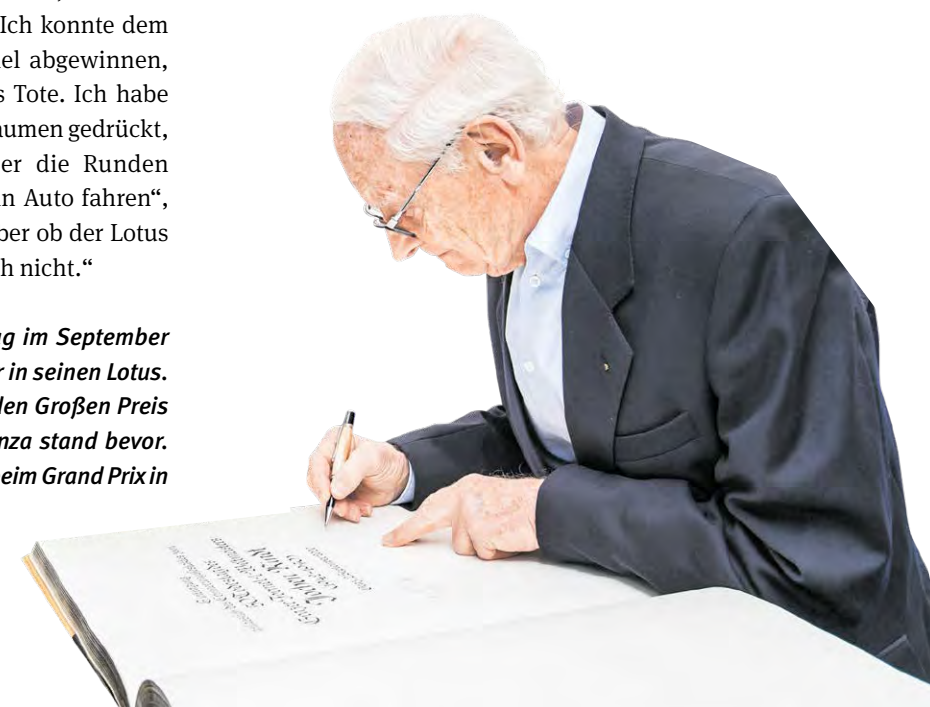 Ich konnte dem
el abgewinnen,
s Tote. Ich habe
umen gedrückt,
er die Runden
n Auto fahren“,
ber ob der Lotus
h nicht.“
g im September
r in seinen Lotus.
den Großen Preis
nza stand bevor.
beim Grand Prix in